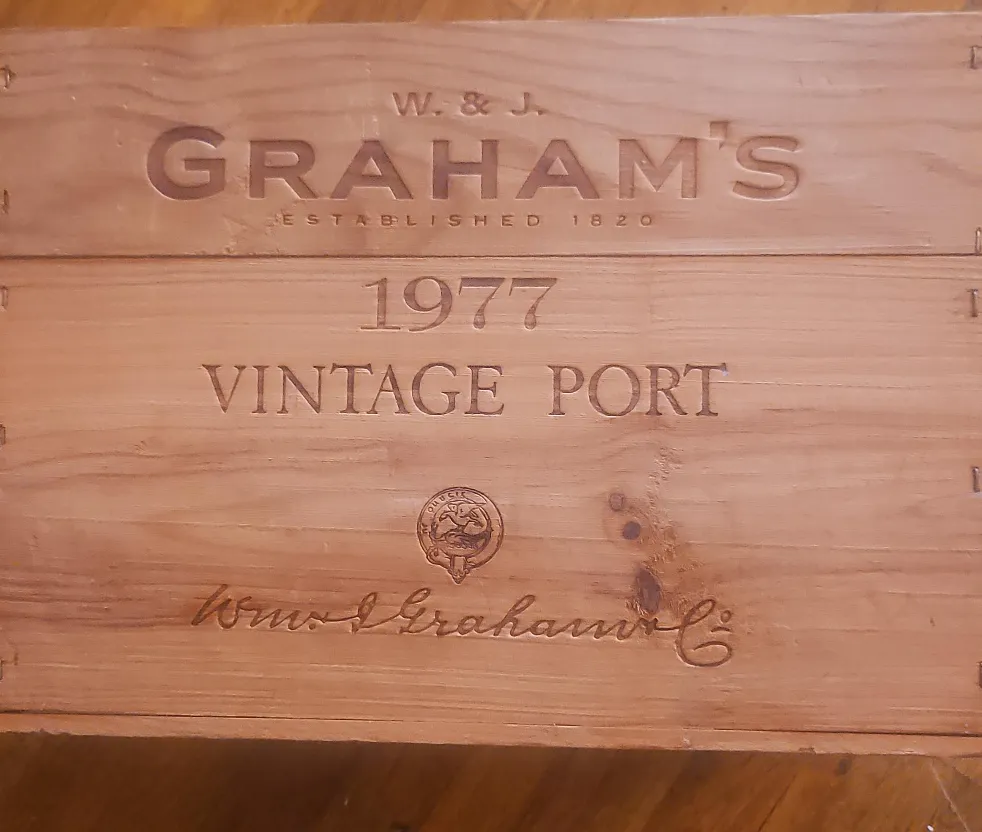 W. & J.
GRAHAM'S
ESTABLISHED 1820
1977
VINTAGE PORT
Wm & J Graham & Co